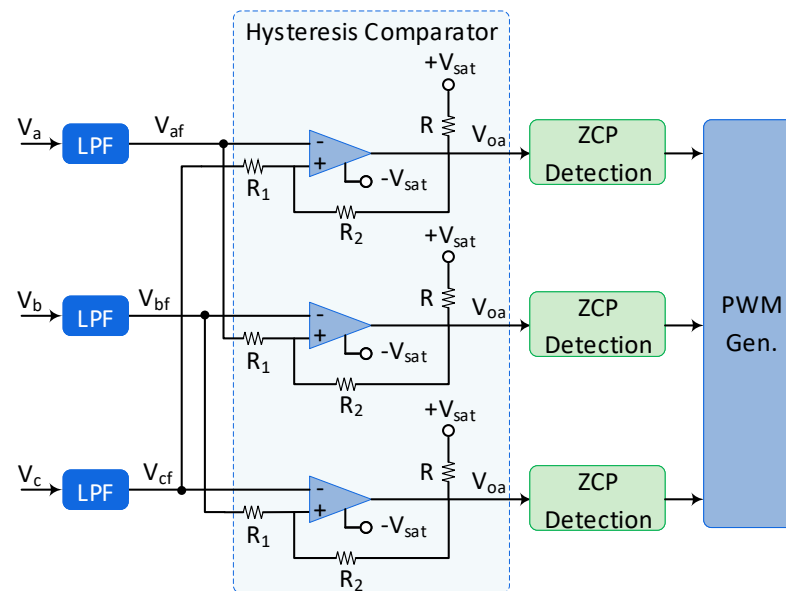 Hysteresis Comparator
+Vsat
Va
LPF
Vaf
-
+
R
Voa
ZCP
Detection
R1
-Vsat
R2
+Vsat
Vb
LPF
Vbf
-
+
R
Voa
ZCP
Detection
PWM
Gen.
R1
-Vsat
R2
+Vsat
Vc
LPF
Vcf
-
+
R
Voa
ZCP
Detection
R1
-Vsat
R2